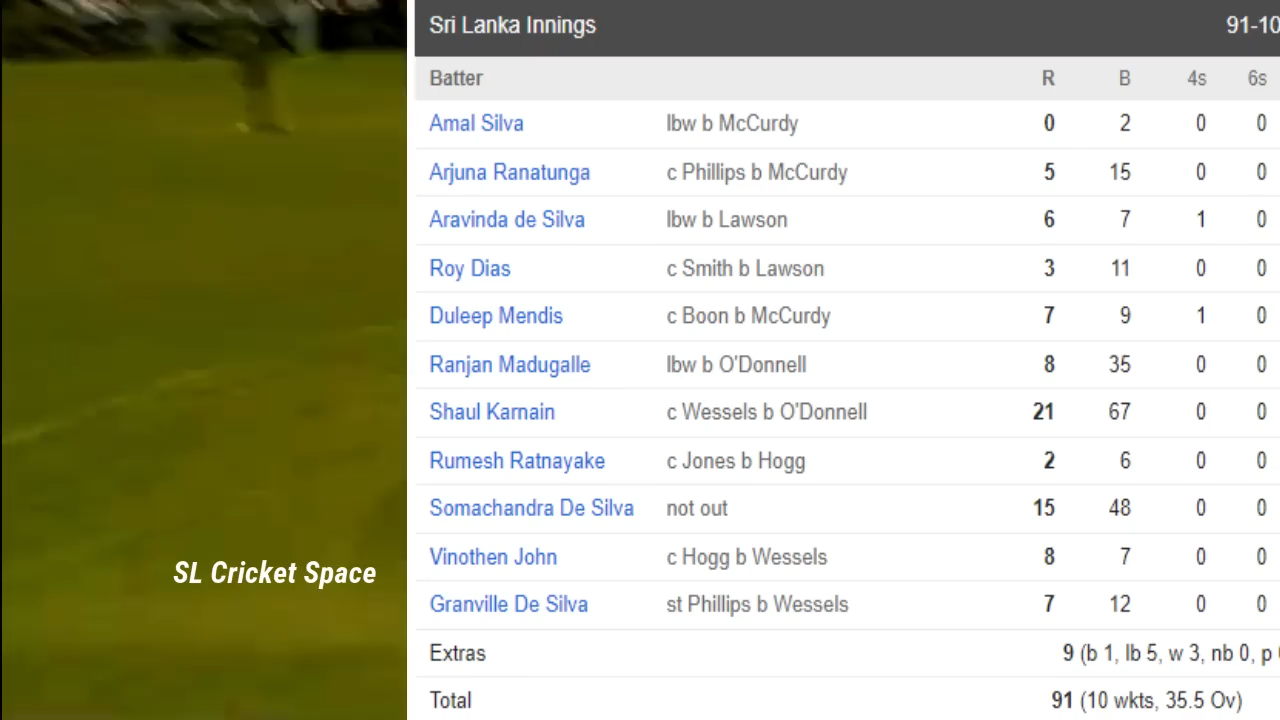 Sri Lanka Innings 91-10
Batter R B 4s 6s
Amal Silva lbw b McCurdy 0 2 0 0
Arjuna Ranatunga c Phillips b McCurdy 5 15 0 0
Aravinda de Silva lbw b Lawson 6 7 1 0
Roy Dias c Smith b Lawson 3 11 0 0
Duleep Mendis c Boon b McCurdy 7 9 1 0
Ranjan Madugalle lbw b O'Donnell 8 35 0 0
Shaul Karnain c Wessels b O'Donnell 21 67 0 0
Rumesh Ratnayake c Jones b Hogg 2 6 0 0
Somachandra De Silva not out 15 48 0 0
Vinothen John c Hogg b Wessels 8 7 0 0
Granville De Silva st Phillips b Wessels 7 12 0 0
Extras 9 (b 1, lb 5, w 3, nb 0, p
Total 91 (10 wkts, 35.5 Ov)
SL Cricket Space